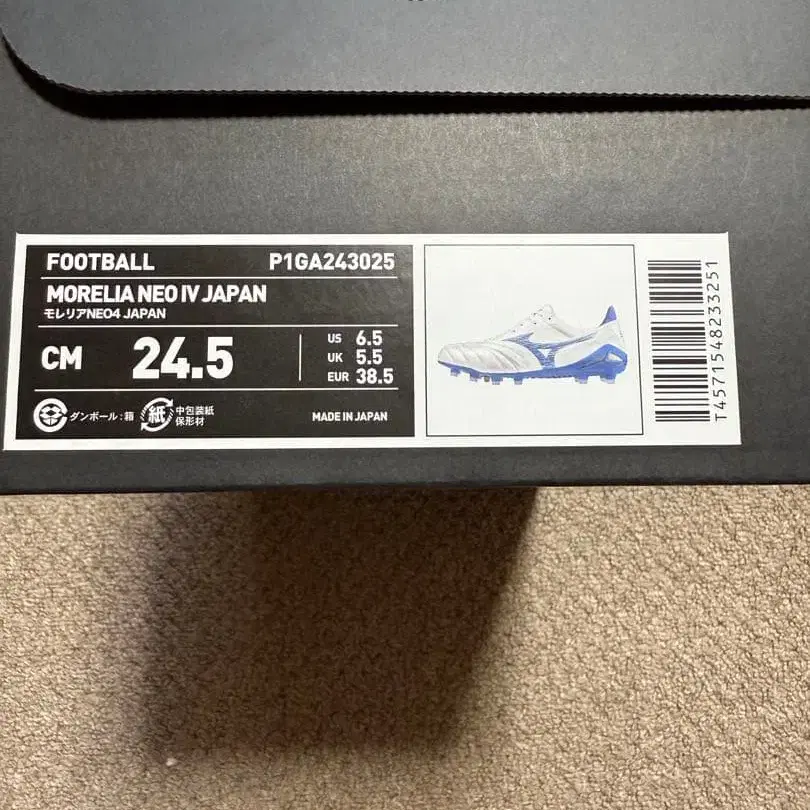 FOOTBALL P1GA243025
MORELIA NEO IV JAPAN
モレリアNEO4 JAPAN
CM 24.5
US 6.5
UK 5.5
EUR 38.5
ダンボール:箱
紙
中包装紙
保形材
MADE IN JAPAN
T4571548233251